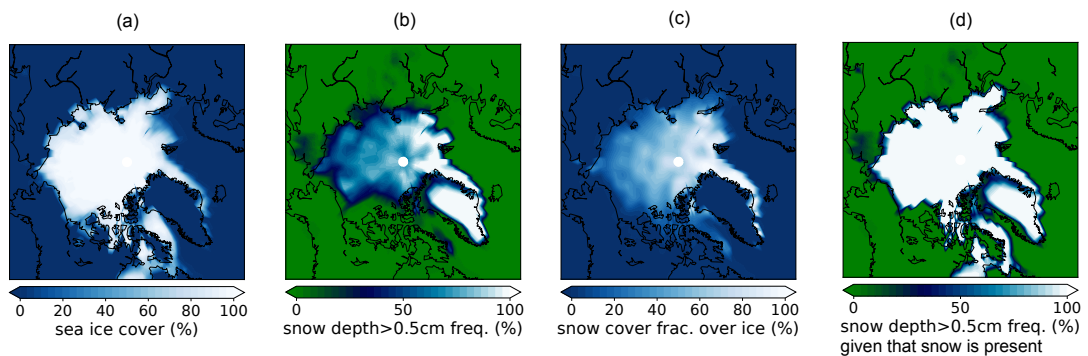 (a)
(b)
(c)
(d)
0 20 40 60 80 100
sea ice cover (%)
0 50 100
snow depth>0.5cm freq. (%)
0 20 40 60 80 100
snow cover frac. over ice (%)
0 50 100
snow depth>0.5cm freq. (%)
given that snow is present